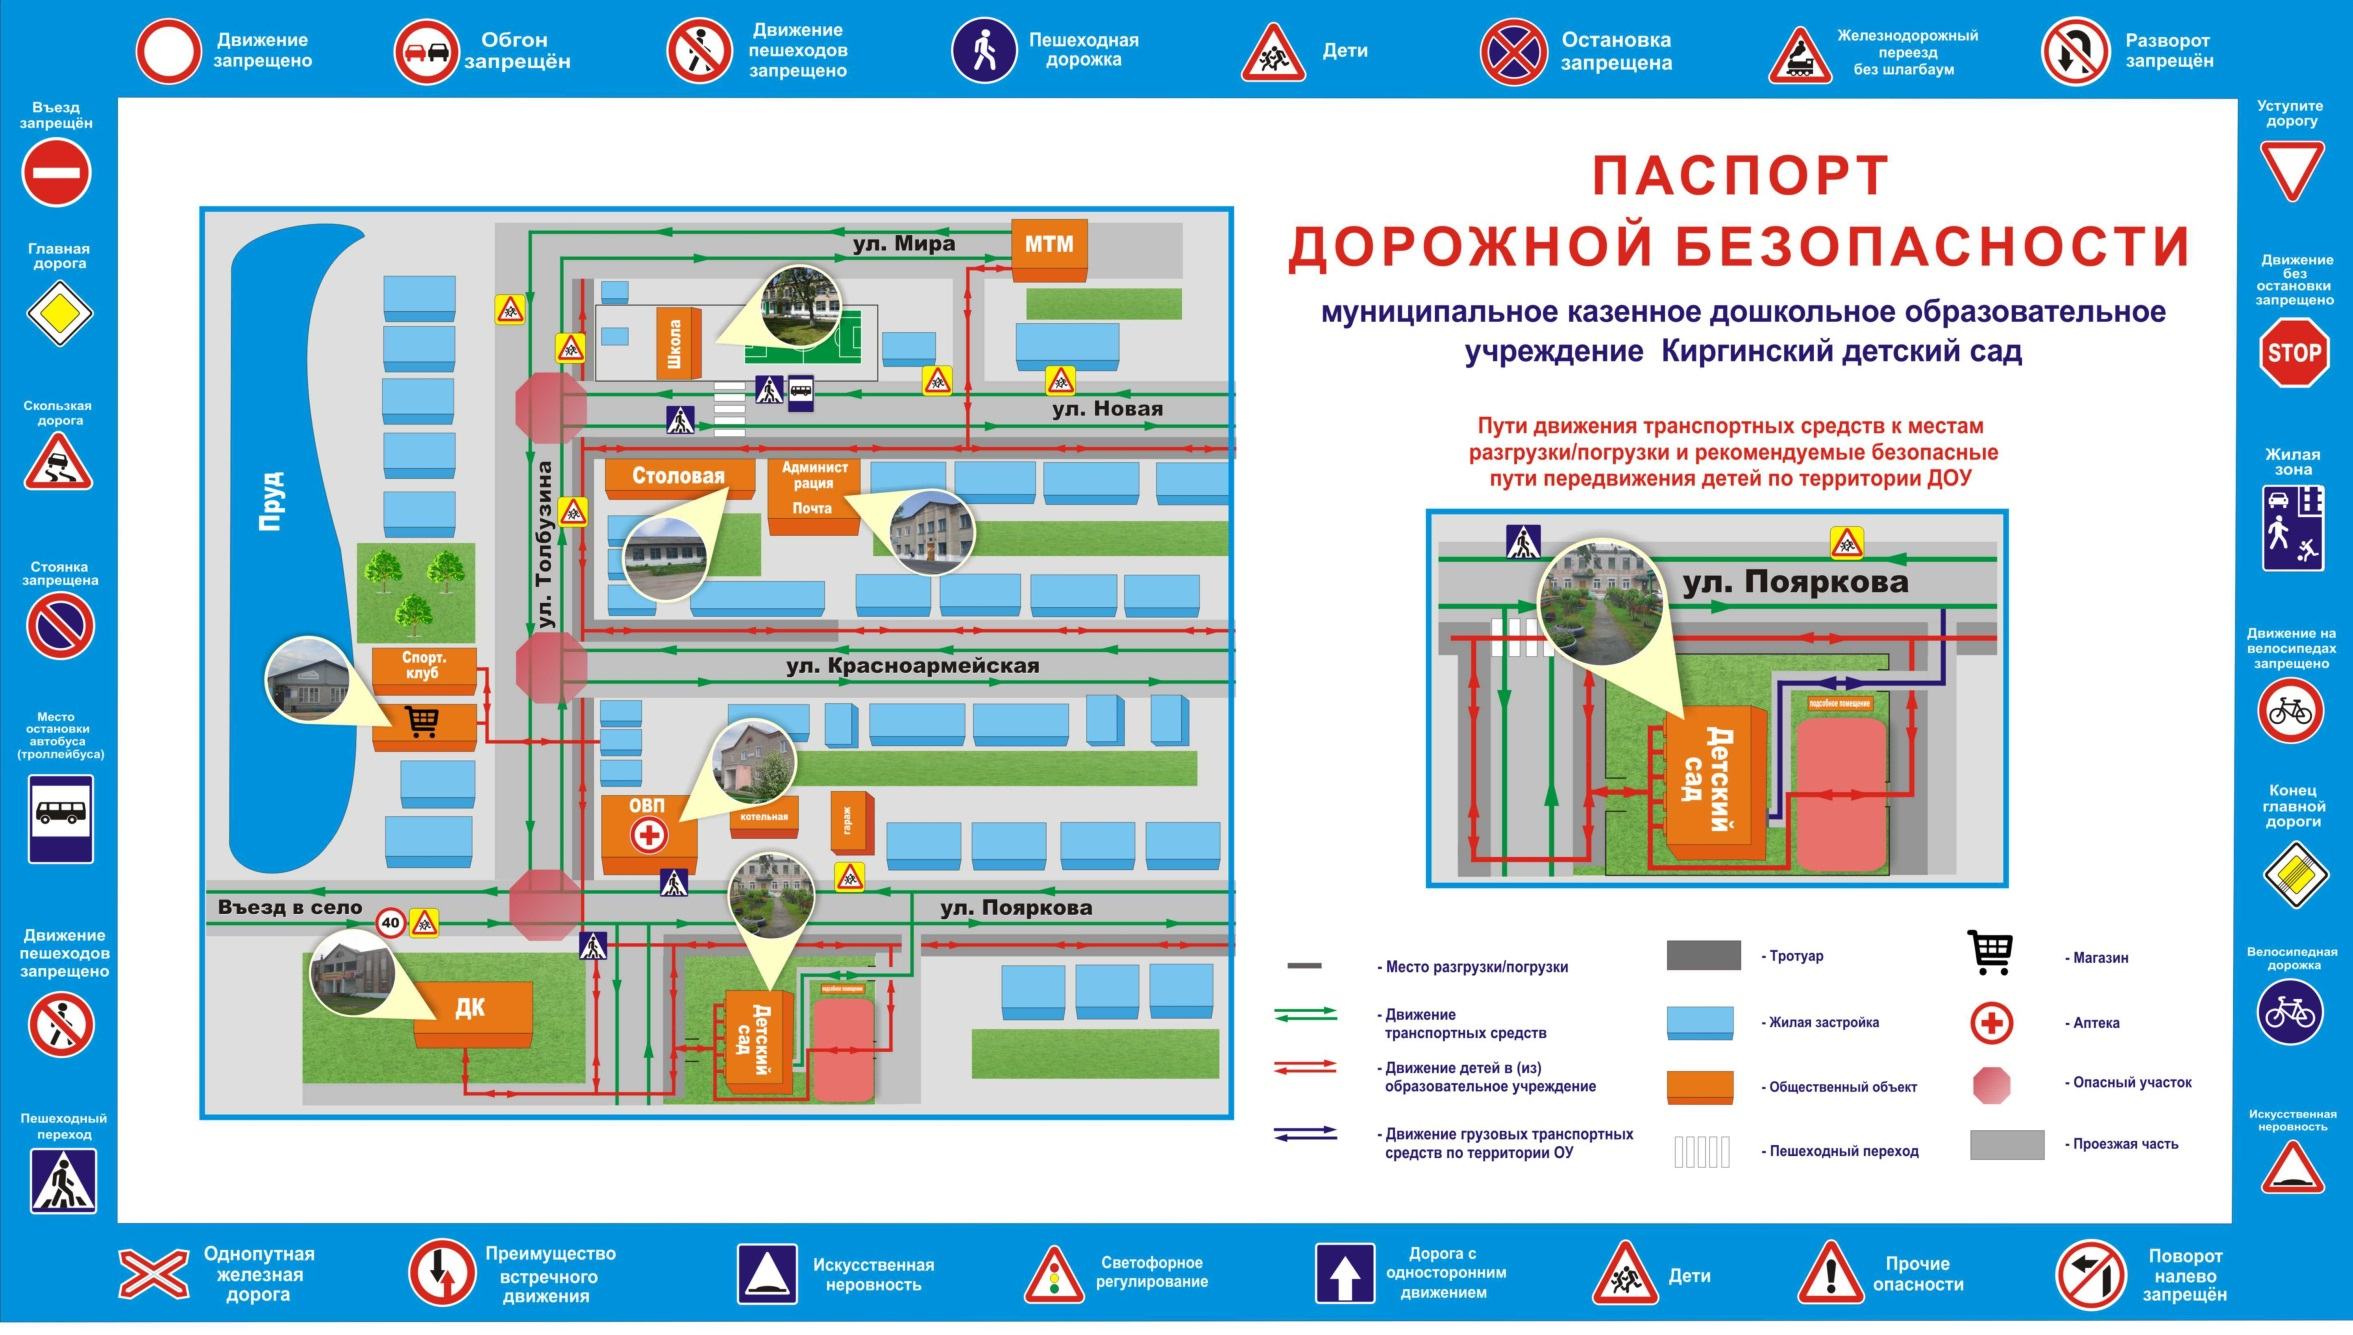 Движение
запрещено
Обгон
запрещён
Движение
пешеходов
запрещено
Пешеходная
дорожка
Дети
Остановка
запрещена
Железнодорожный
переезд
без шлагбаум
Разворот
запрещён
Въезд
запрещён
Главная
дорога
Скользкая
дорога
Стоянка
запрещена
Место
остановки
автобуса
(троллейбуса)
Движение
пешеходов
запрещено
Пешеходный
переход
ул. Мира
МТМ
Школа
ул. Новая
Столовая
Админист
рация
Почта
ул. Толбузина
Пруд
Спорт.
клуб
ул. Красноармейская
ОВП
котельная
гараж
Въезд в село
40
ул. Пояркова
ДК
Детский
сад
подсобное помещение
ПАСПОРТ
ДОРОЖНОЙ БЕЗОПАСНОСТИ
муниципальное казенное дошкольное образовательное
учреждение Киргинский детский сад
Пути движения транспортных средств к местам
разгрузки/погрузки и рекомендуемые безопасные
пути передвижения детей по территории ДОУ
ул. Пояркова
подсобное помещение
Детский
сад
- Место разгрузки/погрузки
- Движение
транспортных средств
- Движение детей в (из)
образовательное учреждение
- Движение грузовых транспортных
средств по территории ОУ
- Тротуар
- Жилая застройка
- Общественный объект
- Пешеходный переход
- Магазин
- Аптека
- Опасный участок
- Проезжая часть
Уступите
дорогу
Движение
без
остановки
запрещено
STOP
Жилая
зона
Движение на
велосипедах
запрещено
Конец
главной
дороги
Велосипедная
дорожка
Искусственная
неровность
Однопутная
железная
дорога
Преимущество
встречного
движения
Искусственная
неровность
Светофорное
регулирование
Дорога с
односторонним
движением
Дети
Прочие
опасности
Поворот
налево
запрещён